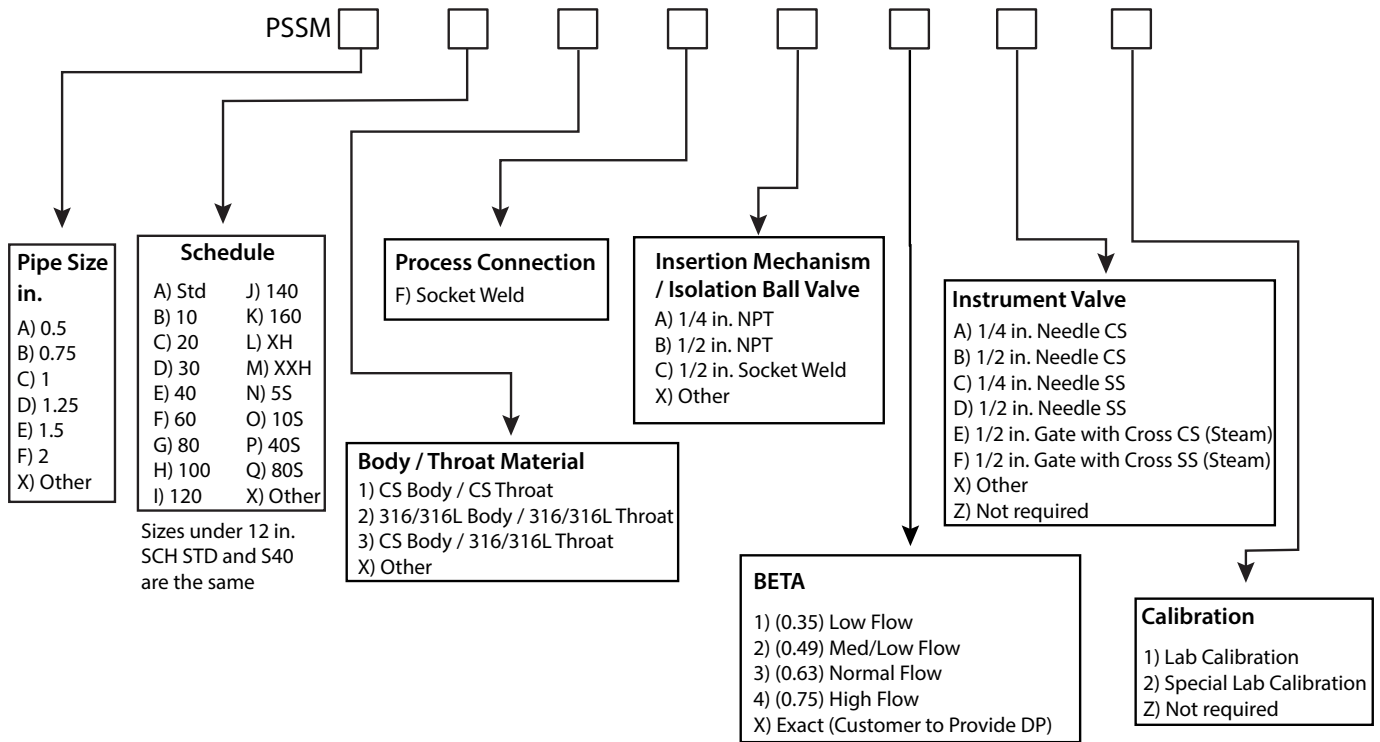 PSSM
Pipe Size
in.
A) 0.5
B) 0.75
C) 1
D) 1.25
E) 1.5
F) 2
X) Other
Schedule
A) Std
B) 10
C) 20
D) 30
E) 40
F) 60
G) 80
H) 100
I) 120
J) 140
K) 160
L) XH
M) XXH
N) 5S
O) 10S
P) 40S
Q) 80S
X) Other
Sizes under 12 in.
SCH STD and S40
are the same
Body / Throat Material
1) CS Body / CS Throat
2) 316/316L Body / 316/316L Throat
3) CS Body / 316/316L Throat
X) Other
Process Connection
F) Socket Weld
Insertion Mechanism
/ Isolation Ball Valve
A) 1/4 in. NPT
B) 1/2 in. NPT
C) 1/2 in. Socket Weld
X) Other
BETA
1) (0.35) Low Flow
2) (0.49) Med/Low Flow
3) (0.63) Normal Flow
4) (0.75) High Flow
X) Exact (Customer to Provide DP)
Instrument Valve
A) 1/4 in. Needle CS
B) 1/2 in. Needle CS
C) 1/4 in. Needle SS
D) 1/2 in. Needle SS
E) 1/2 in. Gate with Cross CS (Steam)
F) 1/2 in. Gate with Cross SS (Steam)
X) Other
Z) Not required
Calibration
1) Lab Calibration
2) Special Lab Calibration
Z) Not required